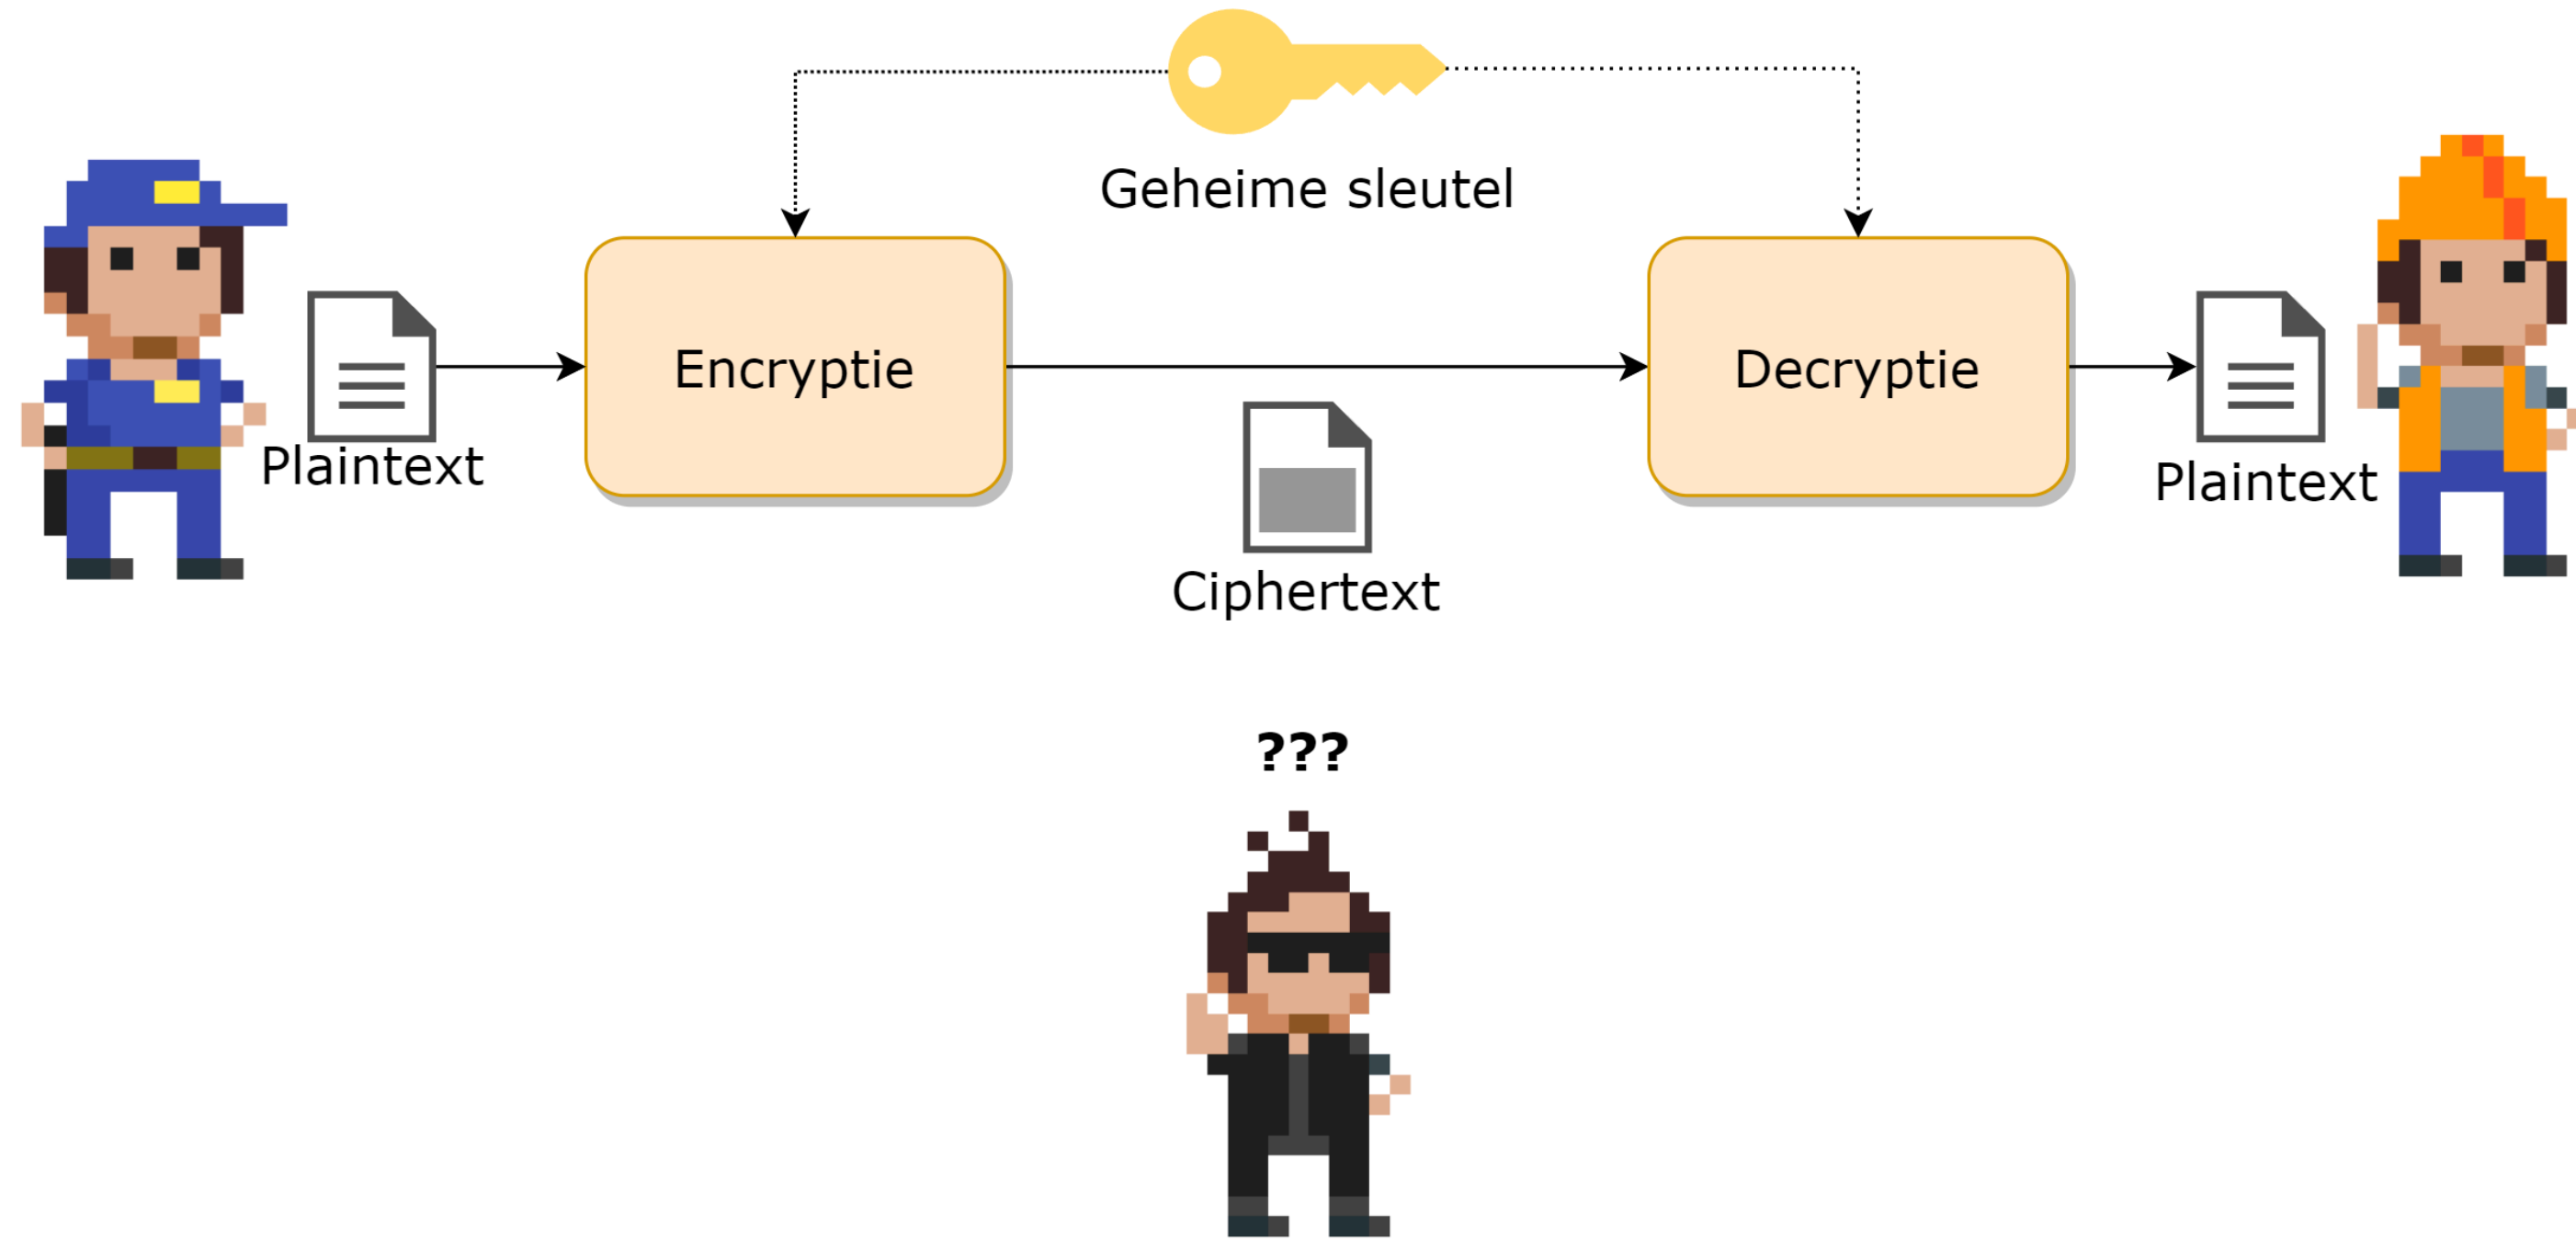 Geheime sleutel
Plaintext
Encryptie
Ciphertext
Decryptie
Plaintext
???